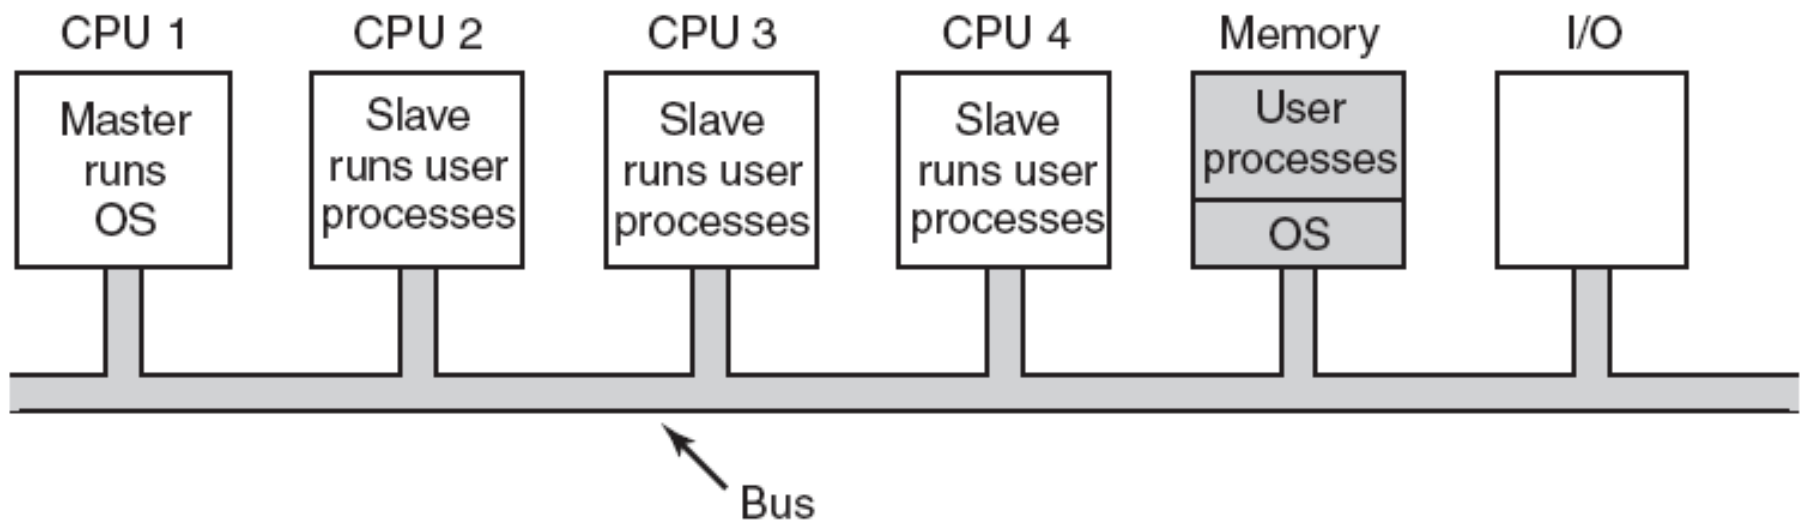 CPU 1
CPU 2
CPU 3
CPU 4
Memory
I/O
Master
runs
OS
Slave
runs user
processes
Slave
runs user
processes
Slave
runs user
processes
User
processes
OS
Bus